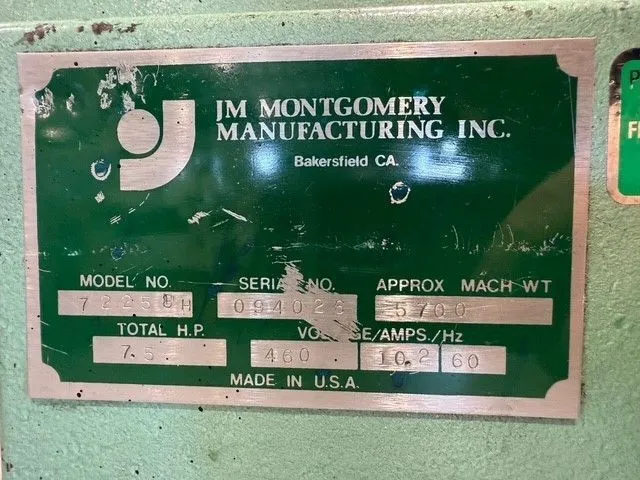 JM MONTGOMERY
MANUFACTURING INC.
Bakersfield CA.
MODEL NO. SERIAL NO. APPROX MACH WT
5700
TOTAL H.P. VOLTAGE/AMPS./Hz
7.5 460 10.2 60
MADE IN U.S.A.